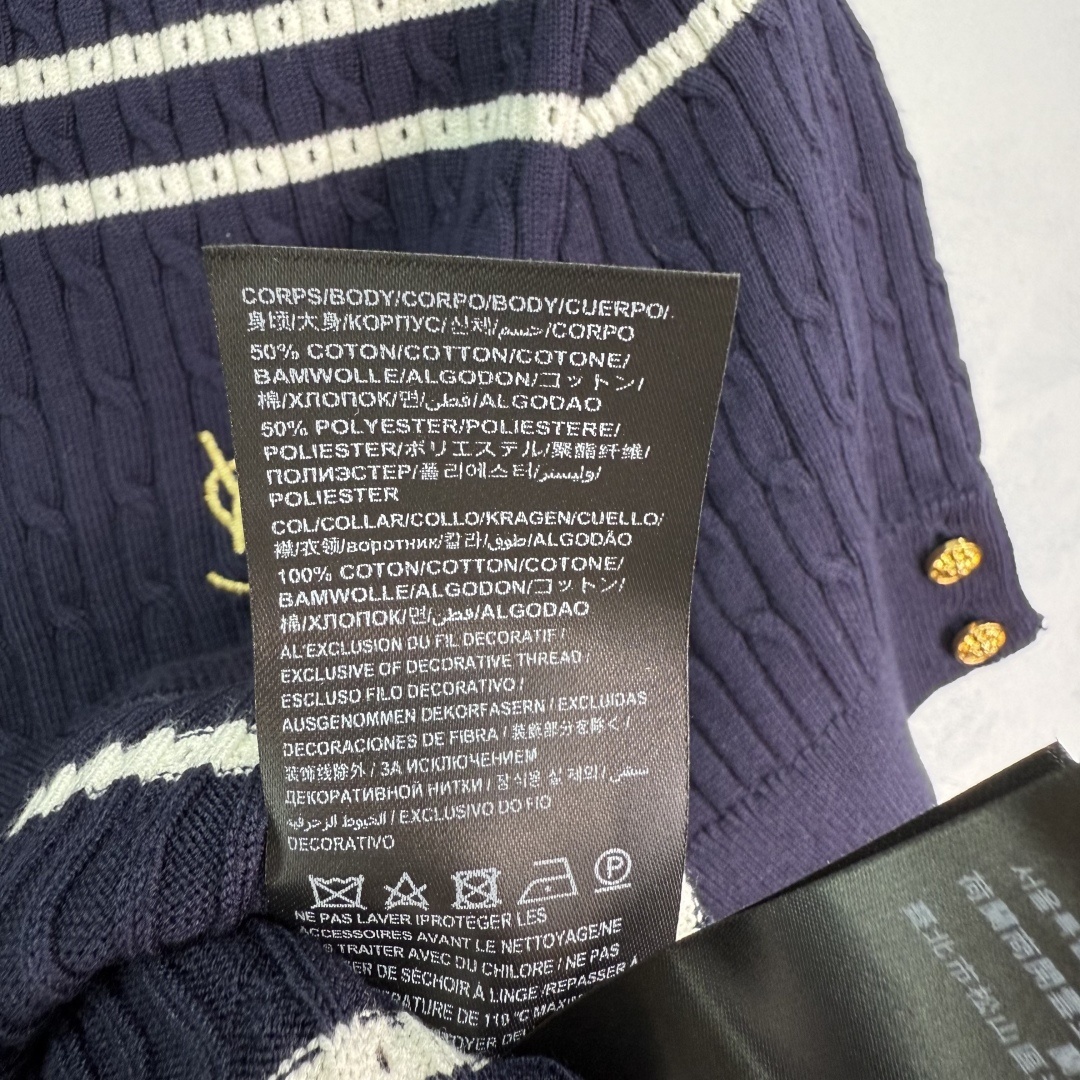 CORPS/BODY/CORPO/BODY/CUERPO/
身頃/大身/КОРПУС/신체/جسم/CORPO
50% COTON/COTTON/COTONE/
BAMWOLLE/ALGODON/コットン/
棉/ХЛОПОК/면/قطن/ALGODAO
50% POLYESTER/POLIESTERE/
POLIESTER/ポリエステル/聚酯纤维/
ПОЛИЭСТЕР/폴리에스터/وليستر/
POLIESTER
COL/COLLAR/COLLO/KRAGEN/CUELLO/
襟/衣领/воротник/칼라/طوق/ALGODÃO
100% COTON/COTTON/COTONE/
BAMWOLLE/ALGODON/コットン/
棉/ХЛОПОК/면/قطن/ALGODAO
AL'EXCLUSION DU FIL DECORATIF /
EXCLUSIVE OF DECORATIVE THREAD /
ESCLUSO FILO DECORATIVO /
AUSGENOMMEN DEKORFASERN / EXCLUIDAS
DECORACIONES DE FIBRA / 装飾部分を除く /
装饰线除外 / ЗА ИСКЛЮЧЕНИЕМ
ДЕКОРАТИВНОЙ НИТКИ / 장식용 실 제외 /
الخيوط الزخرفية / EXCLUSIVO DO FIO
DECORATIVO
P
NE PAS LAVER /PROTEGER LES
ACCESSOIRES AVANT LE NETTOYAGE/NE
TRAITER AVEC DU CHILORE / NE PAS
DE SÉCHOIR À LINGE /REPASSER À
DE 110 °C